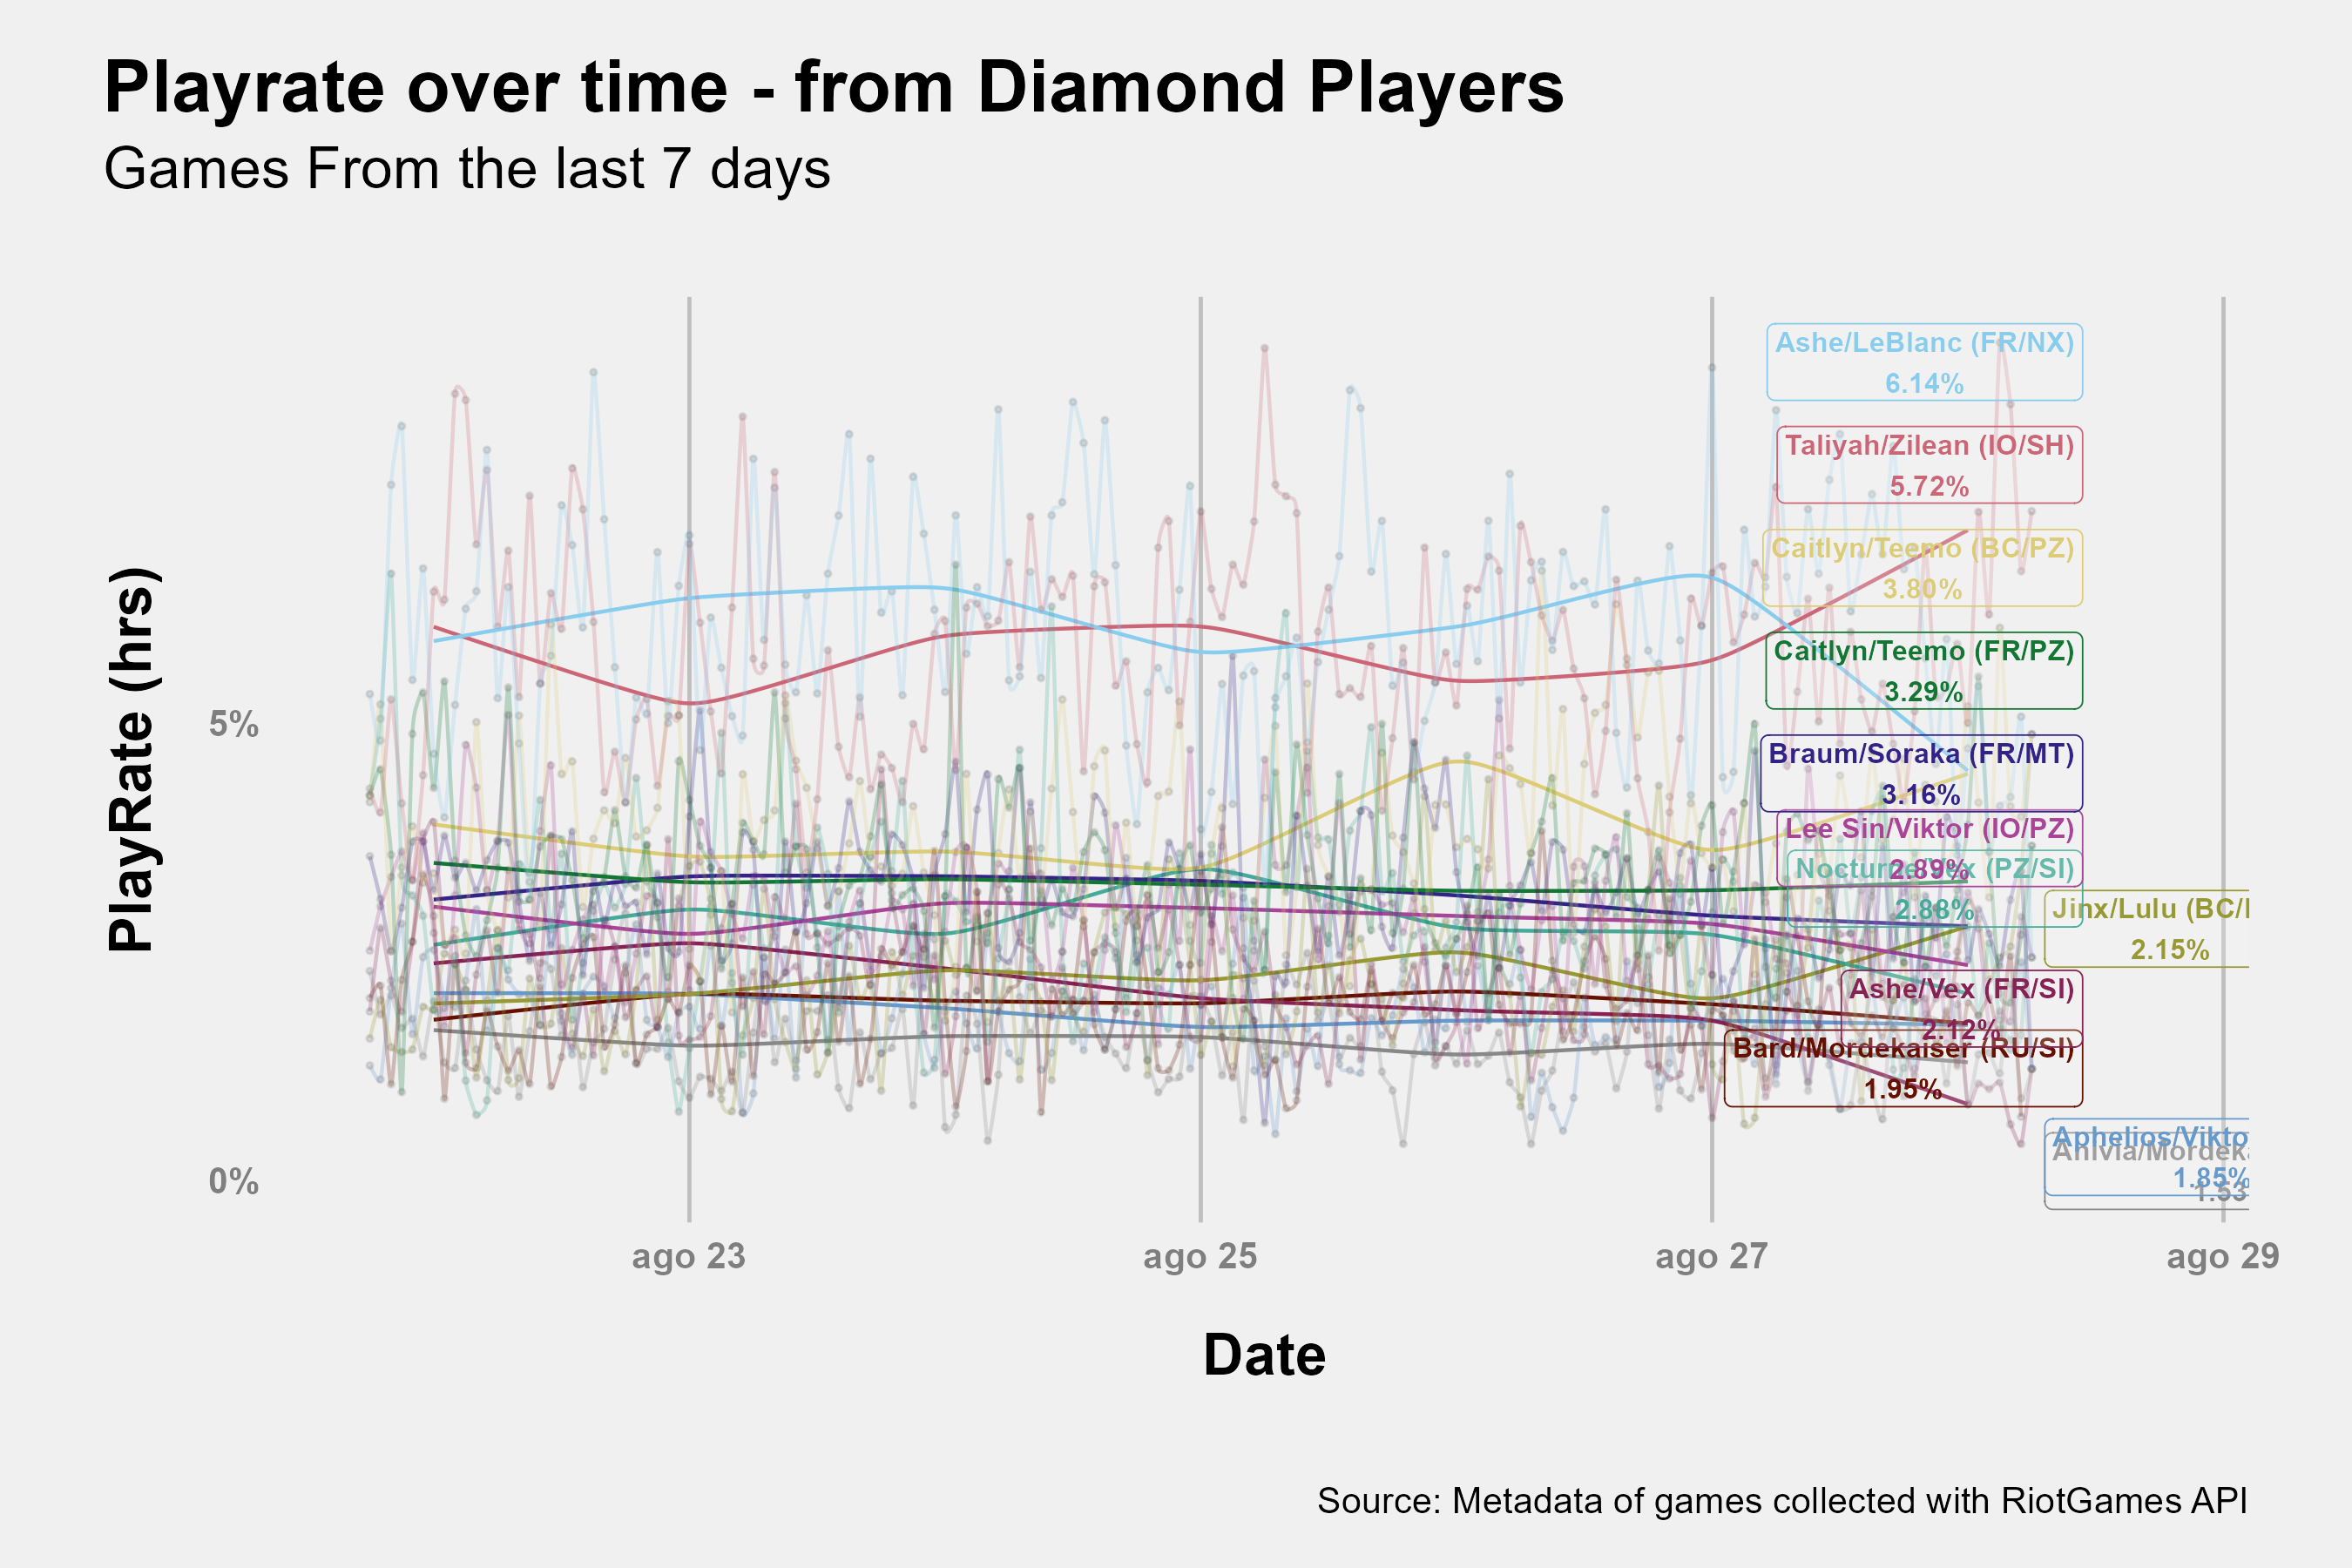 Playrate over time - from Diamond Players
Games From the last 7 days
PlayRate (hrs)
5%
0%
Ashe/LeBlanc (FR/NX)
6.14%
Taliyah/Zilean (IO/SH)
5.72%
Caitlyn/Teemo (BC/PZ)
3.80%
Caitlyn/Teemo (FR/PZ)
3.29%
Braum/Soraka (FR/MT)
3.16%
Lee Sin/Viktor (IO/PZ)
2.89%
Nocturne/Vex (PZ/SI)
2.88%
Jinx/Lulu (BC/
2.15%
Ashe/Vex (FR/SI)
2.12%
Bard/Mordekaiser (RU/SI)
1.95%
Aphelios/Vikto
1.85%
Anivia/Mordeka
1.53
ago 23
ago 25
ago 27
ago 29
Date
Source: Metadata of games collected with RiotGames API